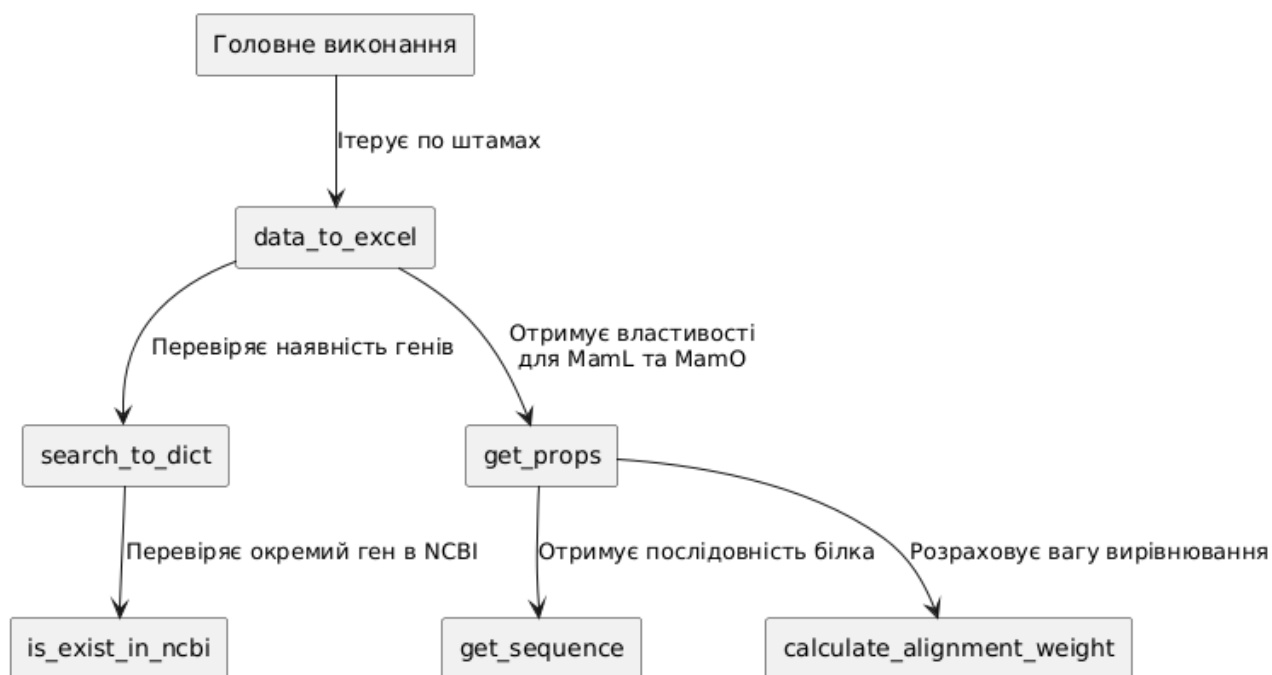 Головне виконання
Ітерує по штамах
data_to_excel
Перевіряє наявність генів
Отримує властивості
для MamL та MamO
search_to_dict
get_props
Перевіряє окремий ген в NCBI
Отримує послідовність білка
Розраховує вагу вирівнювання
is_exist_in_ncbi
get_sequence
calculate_alignment_weight